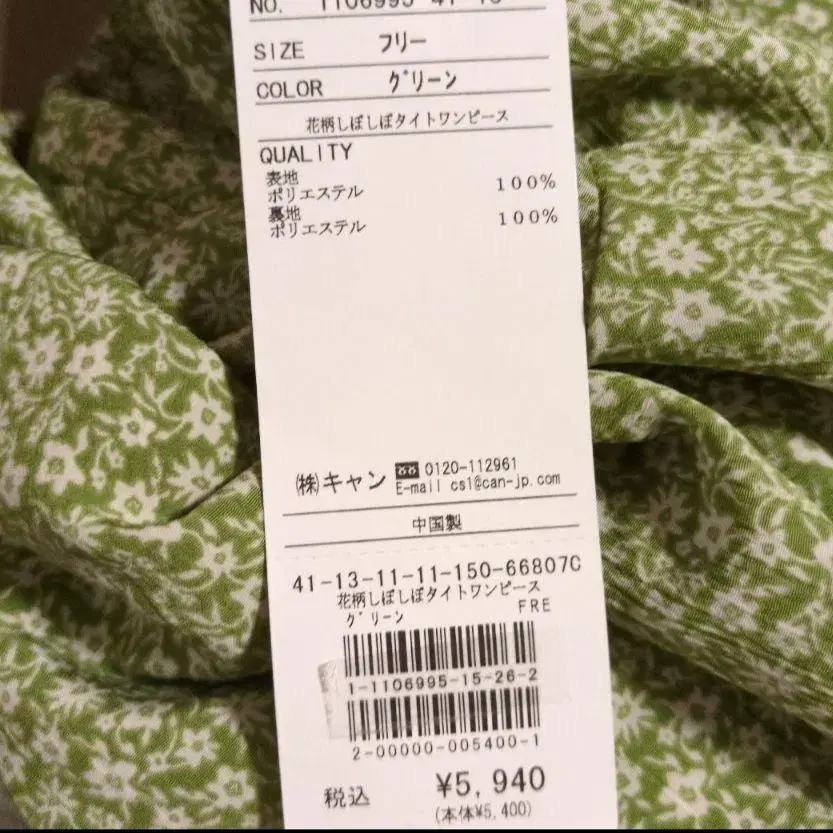 NO. 1106995-41-15
SIZE フリー
COLOR グリーン
花柄しぼしぼタイトワンピース
QUALITY
表地
ポリエステル 100%
裏地
ポリエステル 100%
㈱キャン 0120-112961
E-mail cs1@can-jp.com
中国製
41-13-11-11-150-66807C
花柄しぼしぼタイトワンピース
グリーン FRE
1-1106995-15-26-2
2-00000-005400-1
税込 ¥5,940
(本体¥5,400)